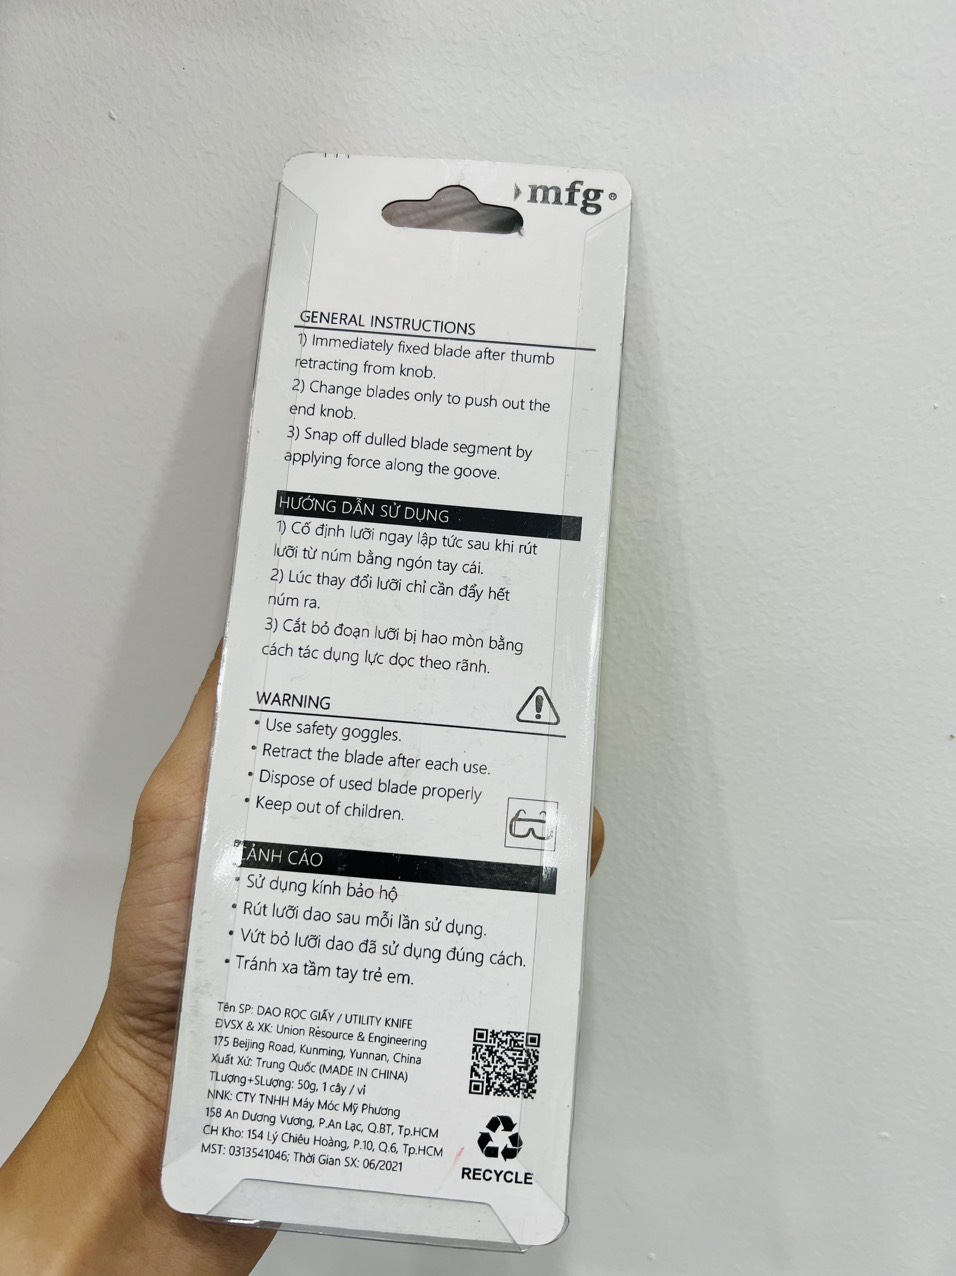 mfg®
GENERAL INSTRUCTIONS
1) Immediately fixed blade after thumb
retracting from knob.
2) Change blades only to push out the
end knob.
3) Snap off dulled blade segment by
applying force along the goove.
HƯỚNG DẪN SỬ DỤNG
1) Cố định lưỡi ngay lập tức sau khi rút
lưỡi từ núm bằng ngón tay cái.
2) Lúc thay đổi lưỡi chỉ cần đẩy hết
núm ra.
3) Cắt bỏ đoạn lưỡi bị hao mòn bằng
cách tác dụng lực dọc theo rãnh.
WARNING
• Use safety goggles.
• Retract the blade after each use.
• Dispose of used blade properly
• Keep out of children.
CẢNH CÁO
• Sử dụng kính bảo hộ
• Rút lưỡi dao sau mỗi lần sử dụng.
• Vứt bỏ lưỡi dao đã sử dụng đúng cách.
• Tránh xa tầm tay trẻ em.
Tên SP: DAO RỌC GIẤY / UTILITY KNIFE
ĐVSX & XK: Union Resource & Engineering
175 Beijing Road, Kunming, Yunnan, China
Xuất Xứ: Trung Quốc (MADE IN CHINA)
TLượng+SLượng: 50g, 1 cây / vỉ
NNK: CTY TNHH Máy Móc Mỹ Phương
158 An Dương Vương, P.An Lạc, Q.BT, Tp.HCM
CH Kho: 154 Lý Chiêu Hoàng, P.10, Q.6, Tp.HCM
MST: 0313541046; Thời Gian SX: 06/2021
RECYCLE